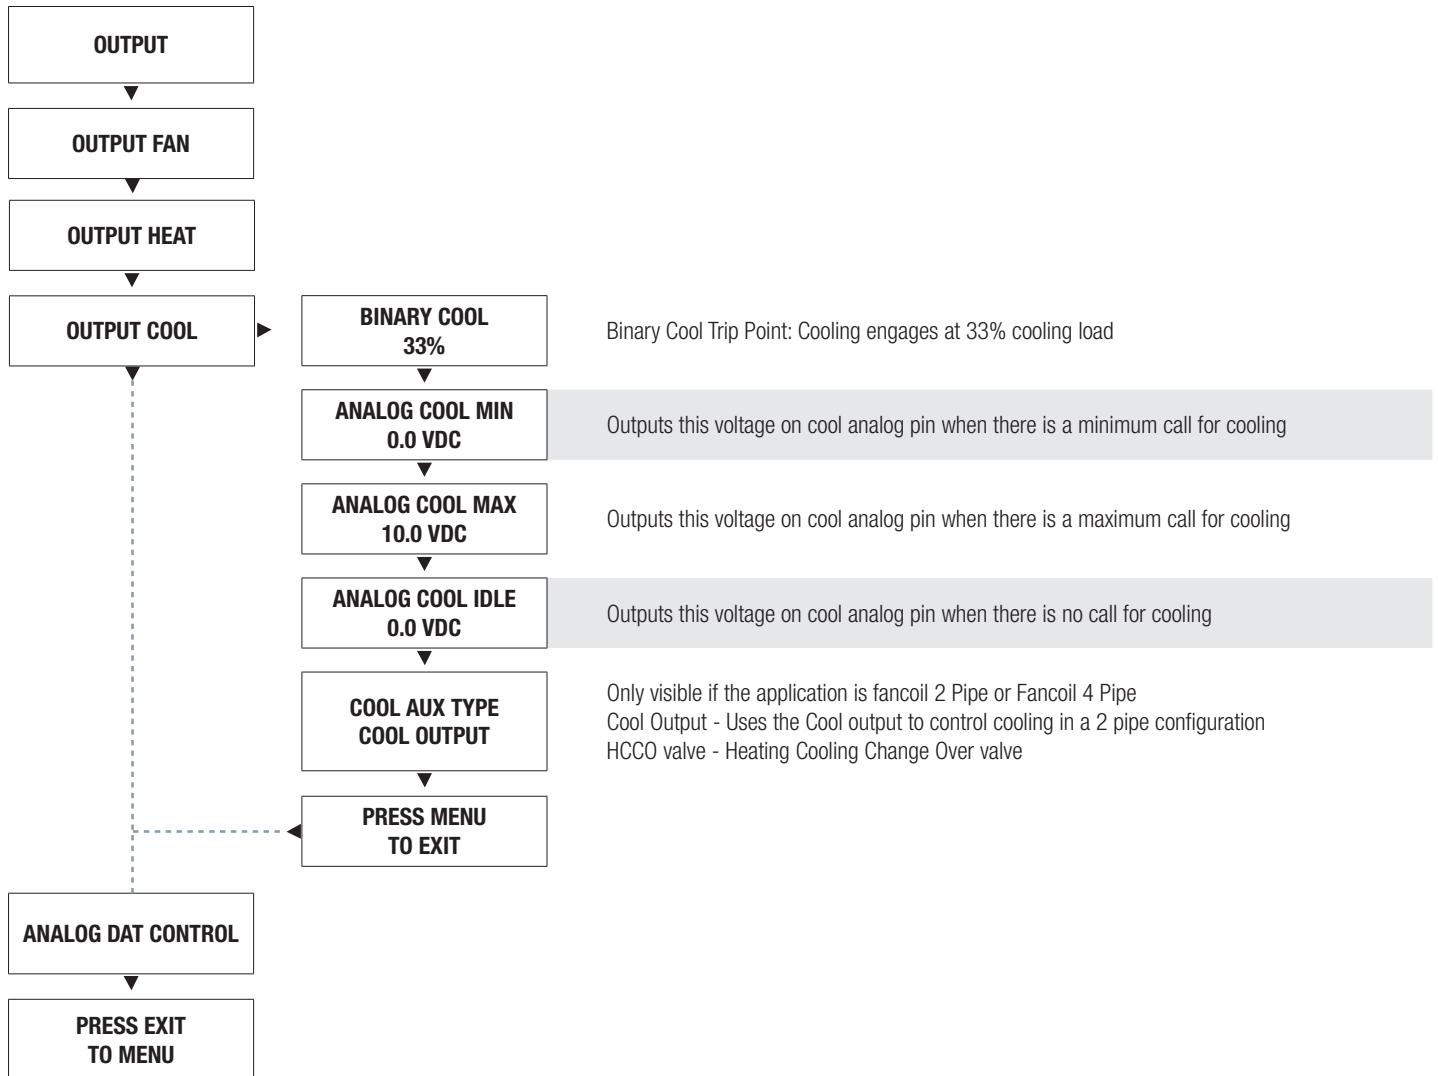 OUTPUT
OUTPUT FAN
OUTPUT HEAT
OUTPUT COOL
BINARY COOL
33%
Binary Cool Trip Point: Cooling engages at 33% cooling load
ANALOG COOL MIN
0.0 VDC
Outputs this voltage on cool analog pin when there is a minimum call for cooling
ANALOG COOL MAX
10.0 VDC
Outputs this voltage on cool analog pin when there is a maximum call for cooling
ANALOG COOL IDLE
0.0 VDC
Outputs this voltage on cool analog pin when there is no call for cooling
COOL AUX TYPE
COOL OUTPUT
Only visible if the application is fancoil 2 Pipe or Fancoil 4 Pipe
Cool Output - Uses the Cool output to control cooling in a 2 pipe configuration
HCCO valve - Heating Cooling Change Over valve
PRESS MENU
TO EXIT
ANALOG DAT CONTROL
PRESS EXIT
TO MENU